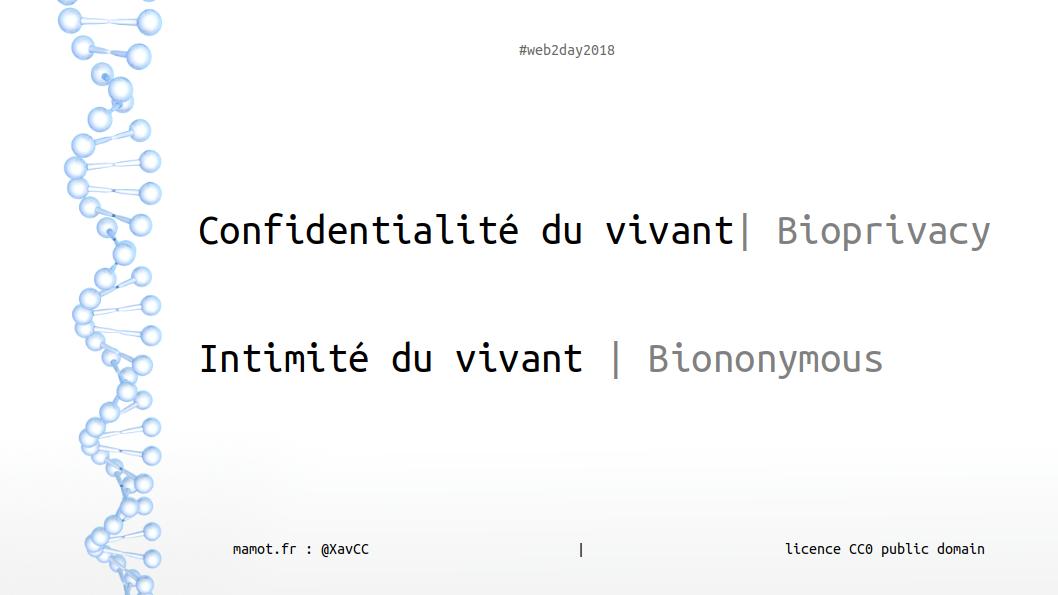 #web2day2018
Confidentialité du vivant| Bioprivacy
Intimité du vivant | Biononymous
mamot.fr : @XavCC | licence CC0 public domain